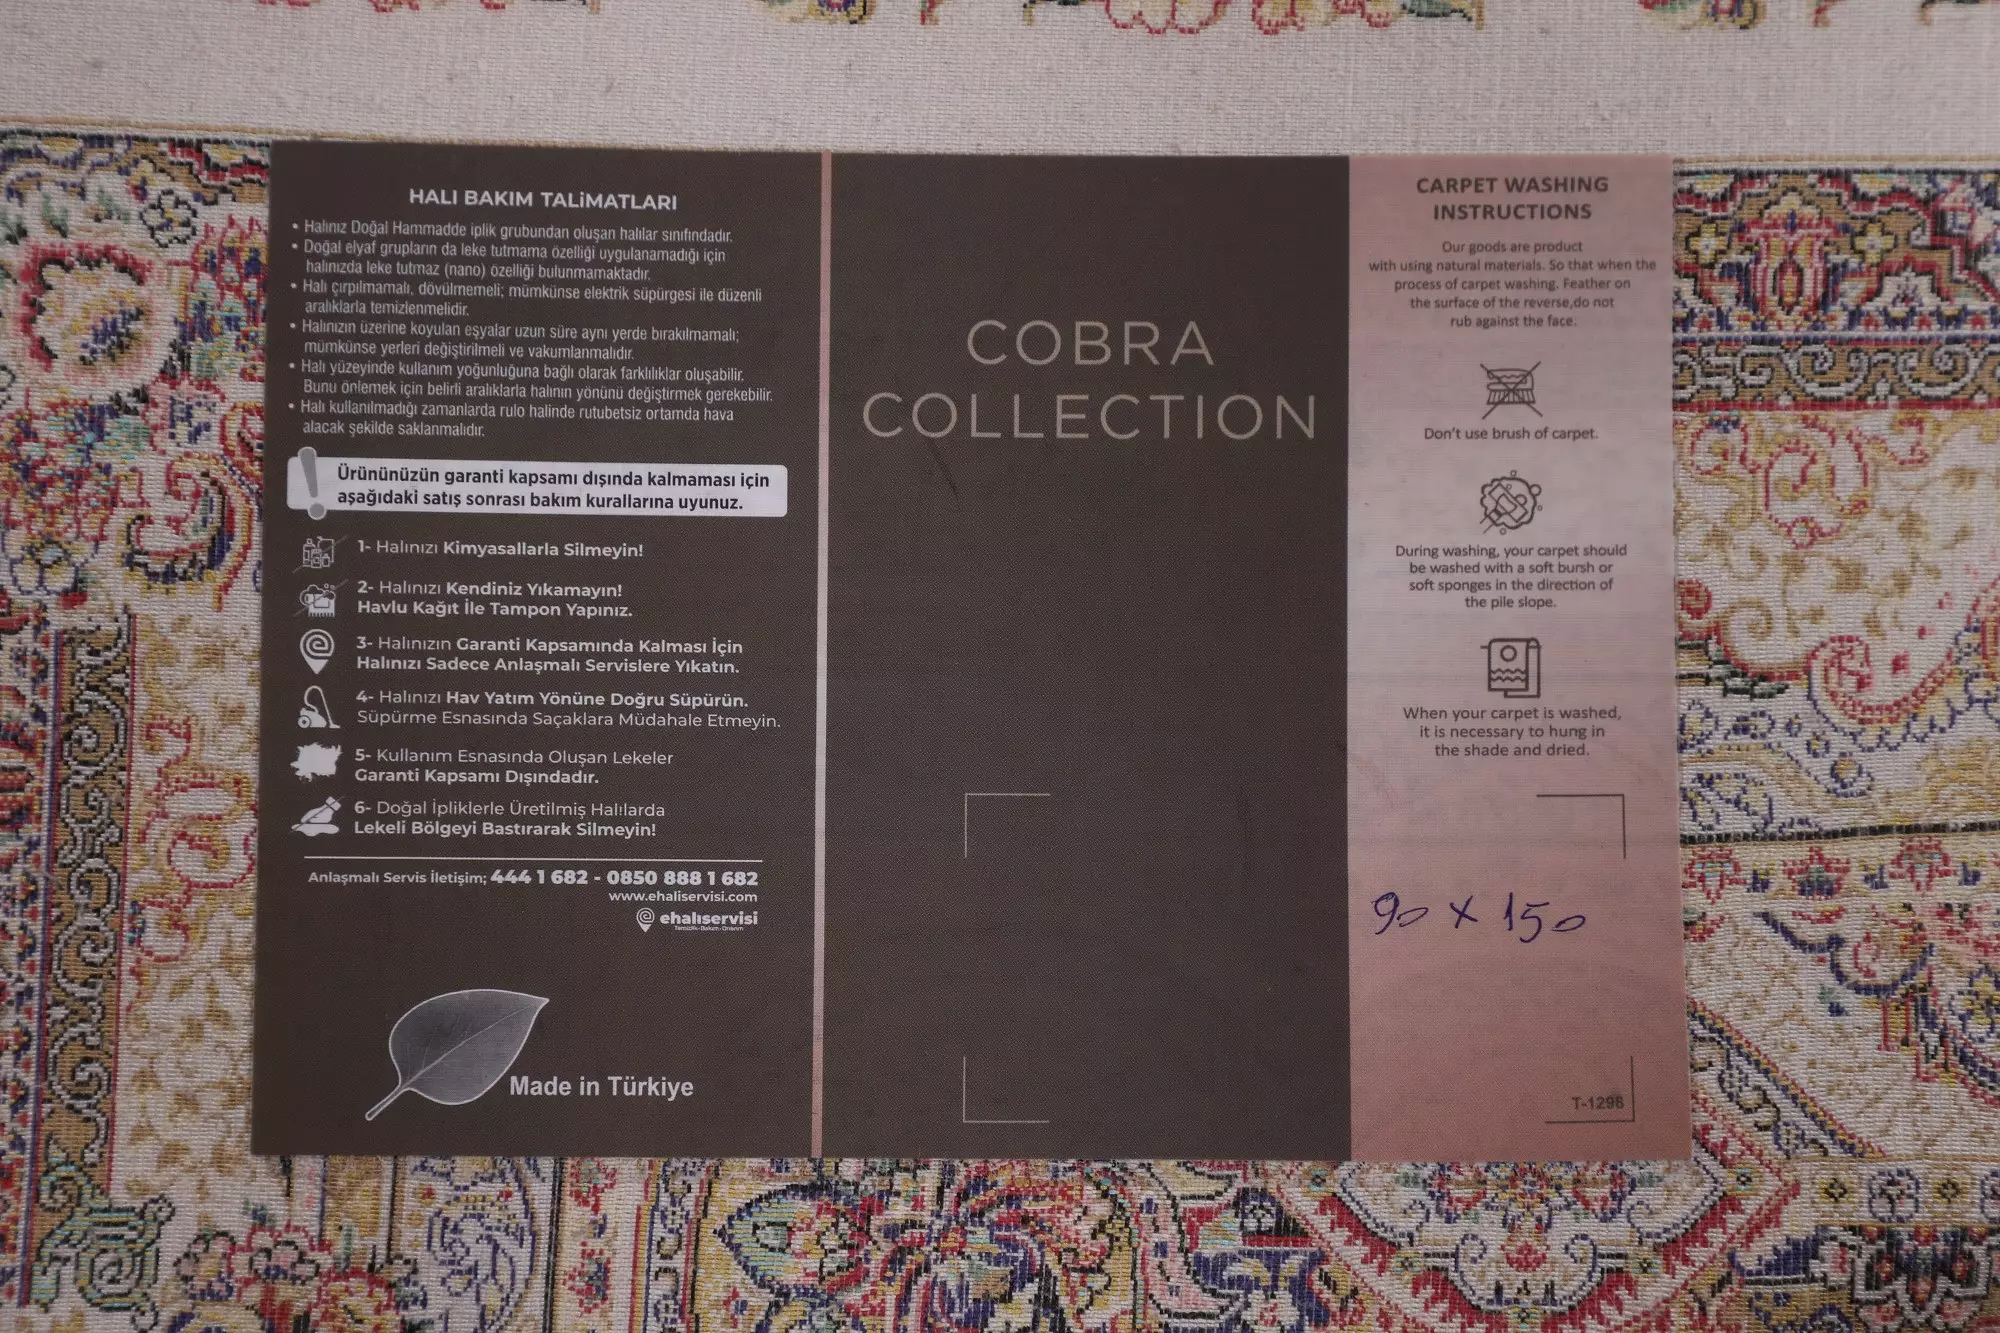 HALI BAKIM TALiMATLARI
• Halınız Doğal Hammadde iplik grubundan oluşan halılar sınıfındadır.
• Doğal elyaf grupların da leke tutmama özelliği uygulanamadığı için
halınızda leke tutmaz (nano) özelliği bulunmamaktadır.
• Halı çırpılmamalı, dövülmemeli; mümkünse elektrik süpürgesi ile düzenli
aralıklarla temizlenmelidir.
• Halınızın üzerine koyulan eşyalar uzun süre aynı yerde bırakılmamalı;
mümkünse yerleri değiştirilmeli ve vakumlanmalıdır.
• Halı yüzeyinde kullanım yoğunluğuna bağlı olarak farklılıklar oluşabilir.
Bunu önlemek için belirli aralıklarla halının yönünü değiştirmek gerekebilir.
• Halı kullanılmadığı zamanlarda rulo halinde rutubetsiz ortamda hava
alacak şekilde saklanmalıdır.
Ürününüzün garanti kapsamı dışında kalmaması için
aşağıdaki satış sonrası bakım kurallarına uyunuz.
1- Halınızı Kimyasallarla Silmeyin!
2- Halınızı Kendiniz Yıkamayın!
Havlu Kağıt İle Tampon Yapınız.
3- Halınızın Garanti Kapsamında Kalması İçin
Halınızı Sadece Anlaşmalı Servislere Yıkatın.
4- Halınızı Hav Yatım Yönüne Doğru Süpürün.
Süpürme Esnasında Saçaklara Müdahale Etmeyin.
5- Kullanım Esnasında Oluşan Lekeler
Garanti Kapsamı Dışındadır.
6- Doğal İpliklerle Üretilmiş Halılarda
Lekeli Bölgeyi Bastırarak Silmeyin!
Anlaşmalı Servis İletişim; 444 1 682 - 0850 888 1 682
www.ehaliservisi.com
ehalıservisi
Temizlik-Bakım-Onarım
Made in Türkiye
COBRA
COLLECTION
CARPET WASHING
INSTRUCTIONS
Our goods are product
with using natural materials. So that when the
process of carpet washing. Feather on
the surface of the reverse,do not
rub against the face.
Don't use brush of carpet.
During washing, your carpet should
be washed with a soft bursh or
soft sponges in the direction of
the pile slope.
When your carpet is washed,
it is necessary to hung in
the shade and dried.
90 x 150
T-1298